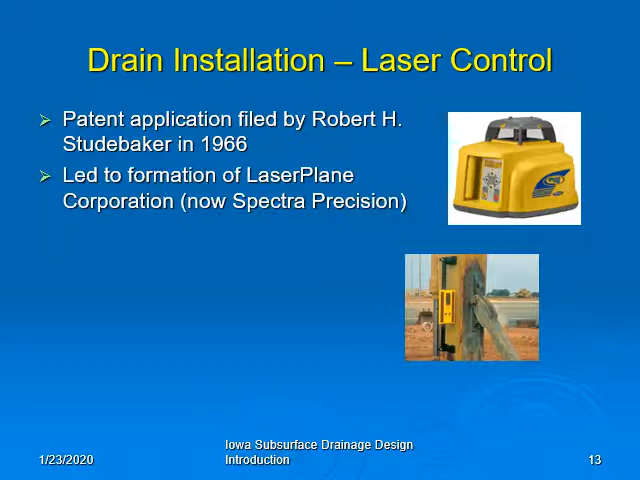 Drain Installation – Laser Control
Patent application filed by Robert H.
Studebaker in 1966
Led to formation of LaserPlane
Corporation (now Spectra Precision)
Iowa Subsurface Drainage Design
1/23/2020 Introduction 13